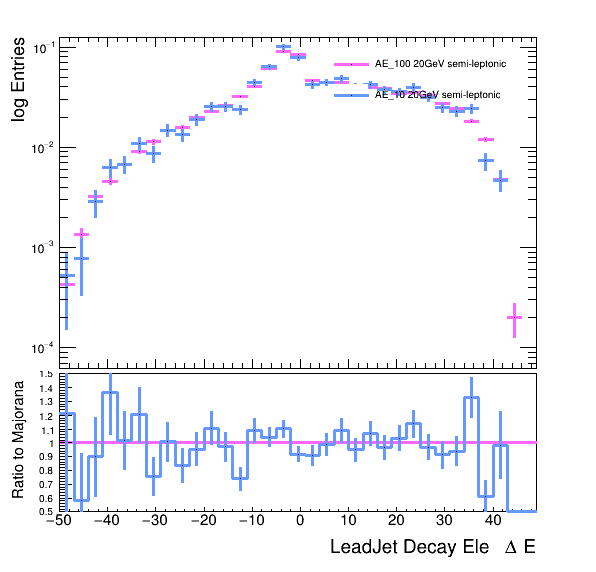 log Entries
10⁻¹
10⁻²
10⁻³
10⁻⁴
AE_100 20GeV semi-leptonic
AE_10 20GeV semi-leptonic
Ratio to Majorana
1.5
1.4
1.3
1.2
1.1
1
0.9
0.8
0.7
0.6
0.5
−50 −40 −30 −20 −10 0 10 20 30 40
LeadJet Decay Ele Δ E